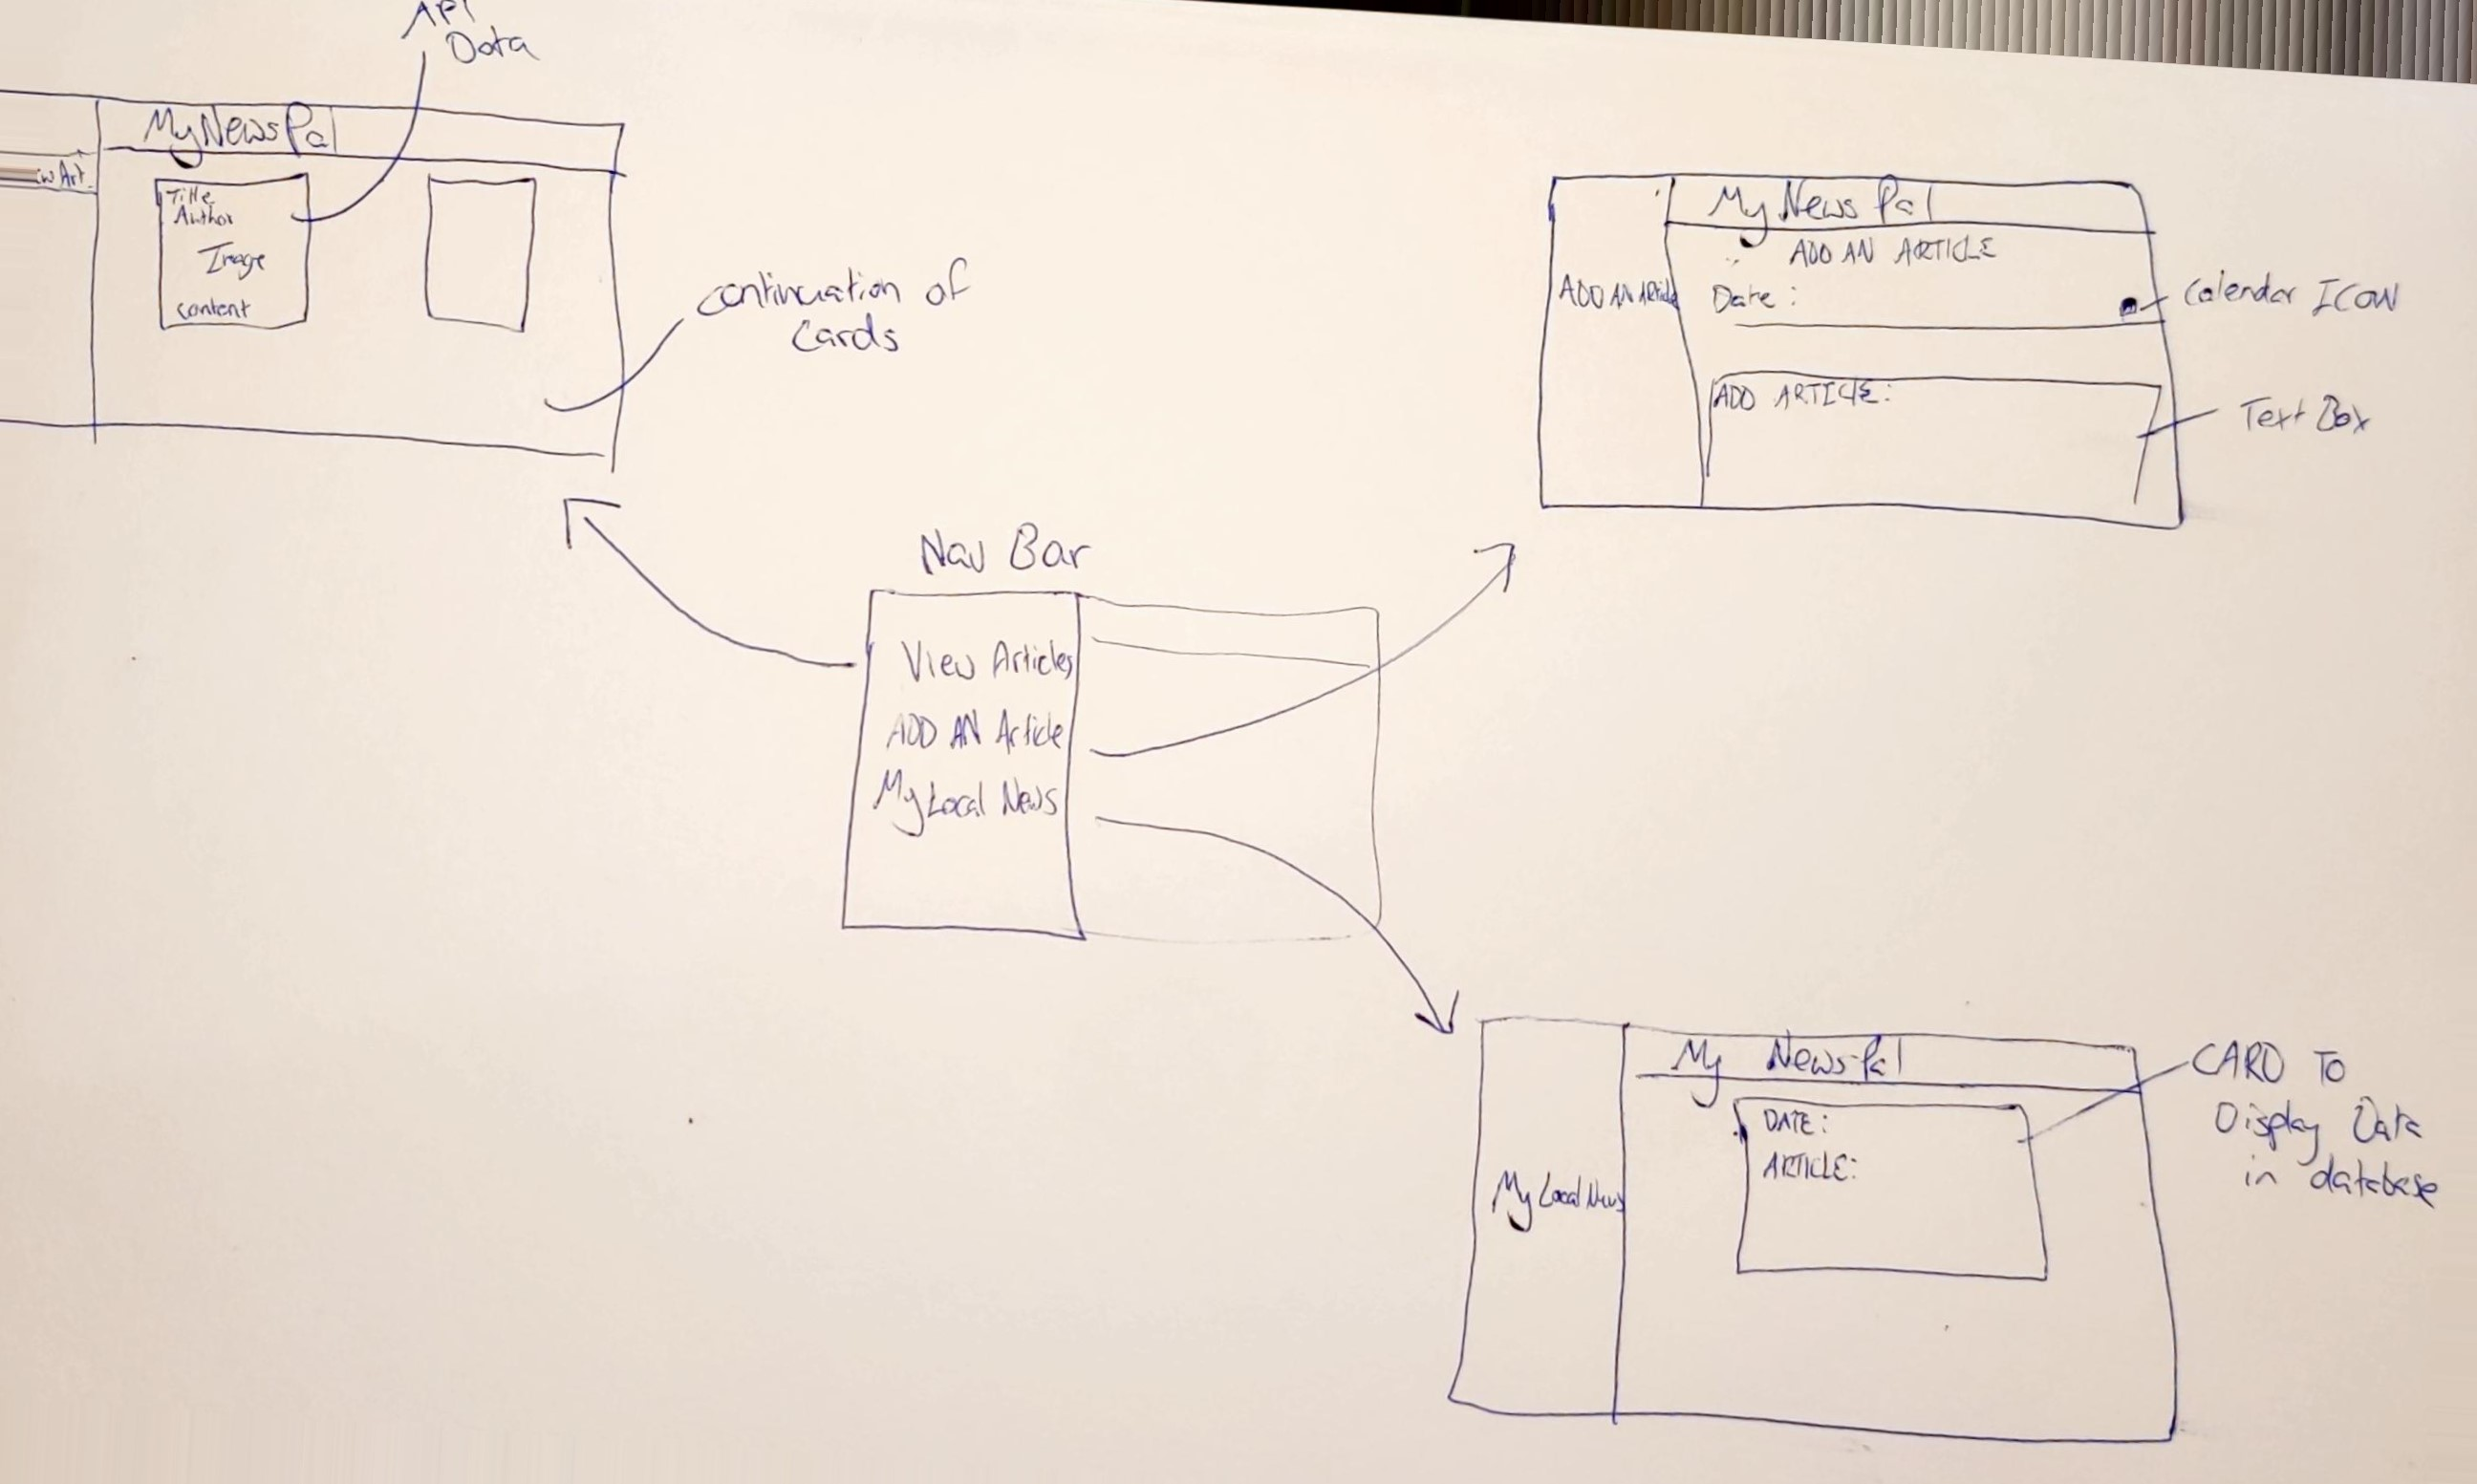 API
Data
MyNewsPal
Title
Author
Image
Content
continuation of
Cards
Nav Bar
View Articles
ADD AN Article
My Local News
My News Pal
ADD AN ARTICLE
ADD AN Article
Date :
Calendar ICON
ADD ARTICLE:
Text Box
My NewsPal
DATE:
ARTICLE:
My Local News
CARD TO
Display Data
in database